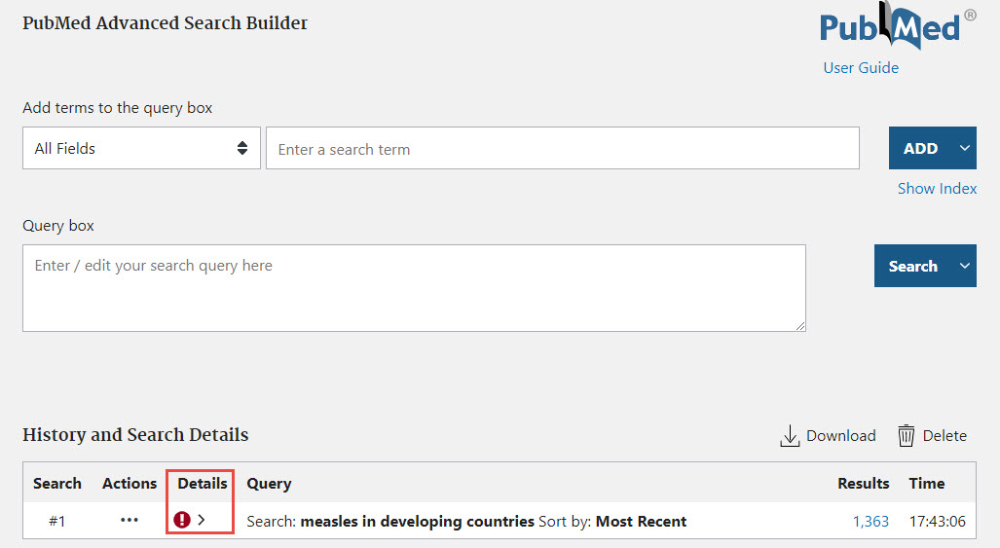 PubMed Advanced Search Builder
PubMed®
User Guide
Add terms to the query box
All Fields Enter a search term ADD
Show Index
Query box
Enter / edit your search query here Search
History and Search Details Download Delete
Search Actions Details Query Results Time
#1 ••• ! > Search: measles in developing countries Sort by: Most Recent 1,363 17:43:06